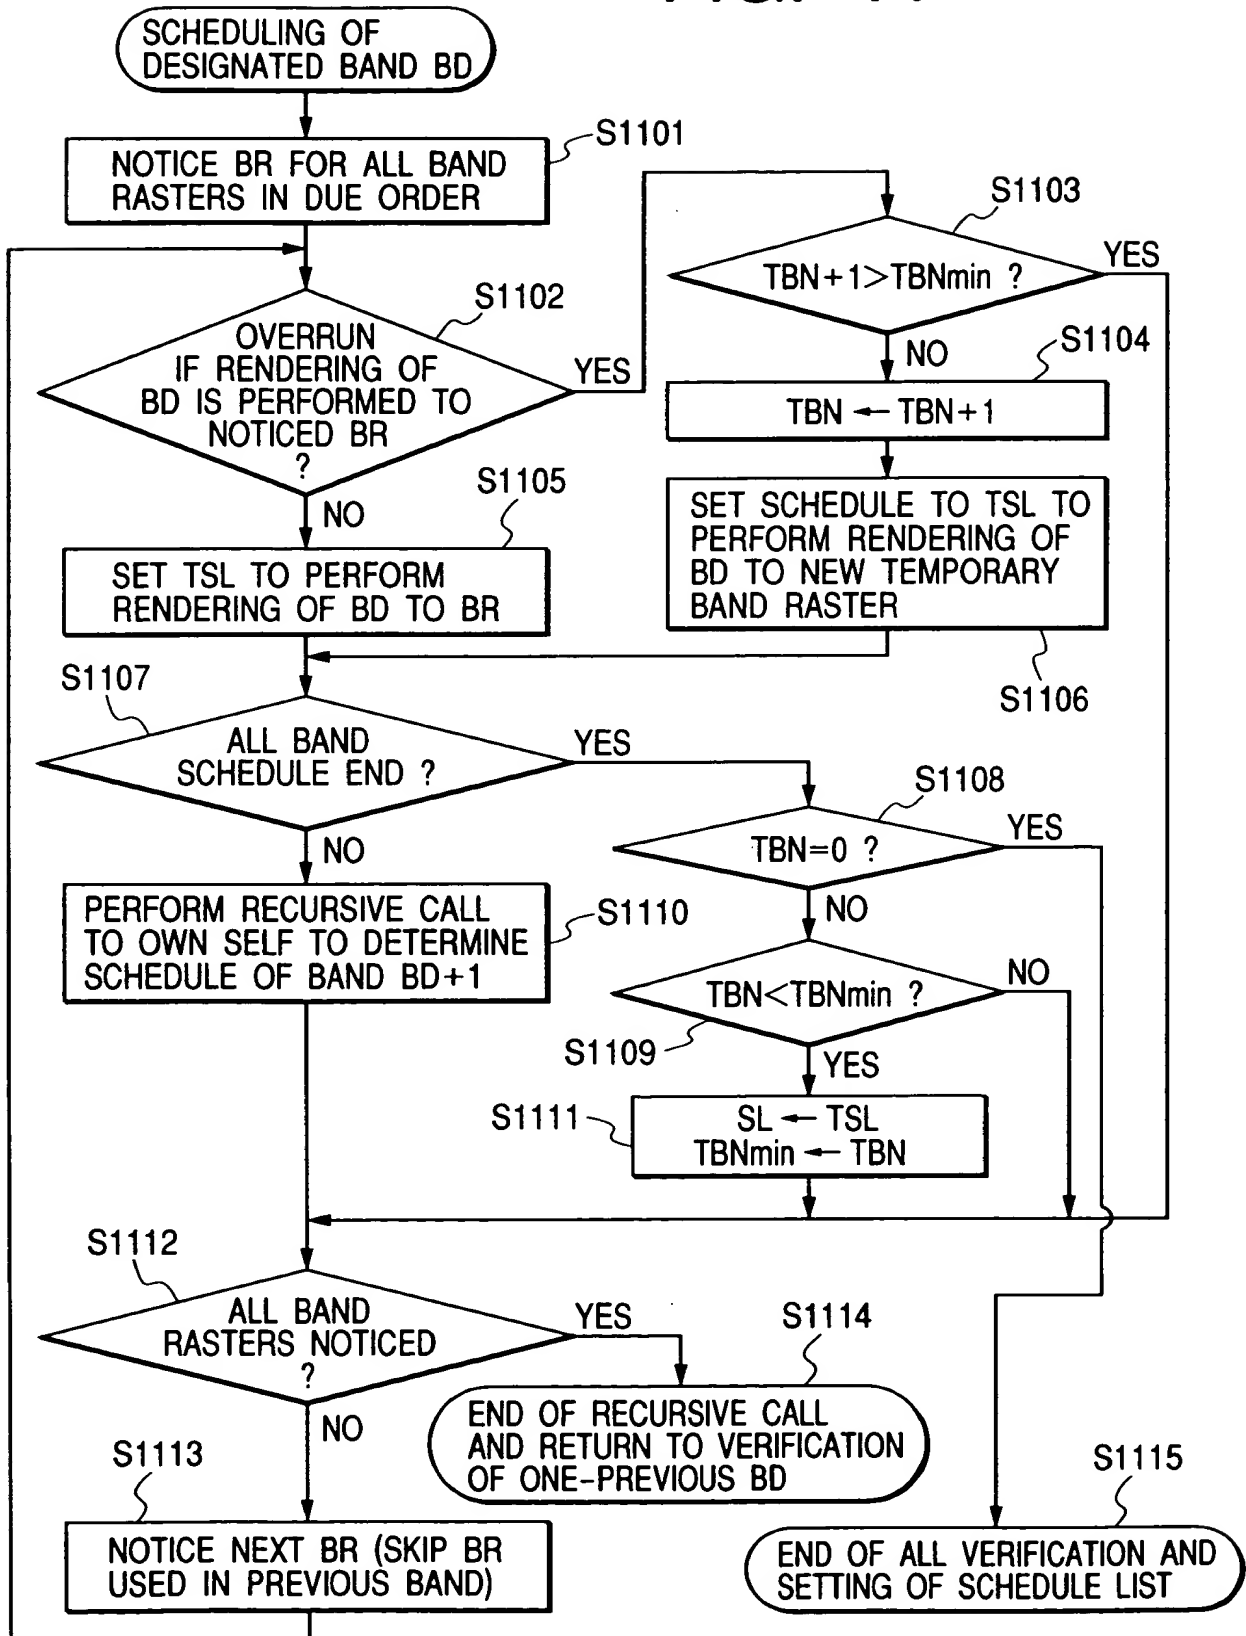 SCHEDULING OF
DESIGNATED BAND BD
S1101
NOTICE BR FOR ALL BAND
RASTERS IN DUE ORDER
S1103
TBN+1>TBNmin ?
YES
S1102
OVERRUN
IF RENDERING OF
BD IS PERFORMED TO
NOTICED BR
?
YES
NO
S1104
TBN ← TBN+1
S1105
NO
SET TSL TO PERFORM
RENDERING OF BD TO BR
SET SCHEDULE TO TSL TO
PERFORM RENDERING OF
BD TO NEW TEMPORARY
BAND RASTER
S1106
S1107
ALL BAND
SCHEDULE END ?
YES
NO
S1108
TBN=0 ?
YES
NO
PERFORM RECURSIVE CALL
TO OWN SELF TO DETERMINE
SCHEDULE OF BAND BD+1
S1110
TBN<TBNmin ?
NO
S1109
YES
S1111
SL ← TSL
TBNmin ← TBN
S1112
ALL BAND
RASTERS NOTICED
?
YES
NO
S1114
END OF RECURSIVE CALL
AND RETURN TO VERIFICATION
OF ONE-PREVIOUS BD
S1113
NOTICE NEXT BR (SKIP BR
USED IN PREVIOUS BAND)
S1115
END OF ALL VERIFICATION AND
SETTING OF SCHEDULE LIST